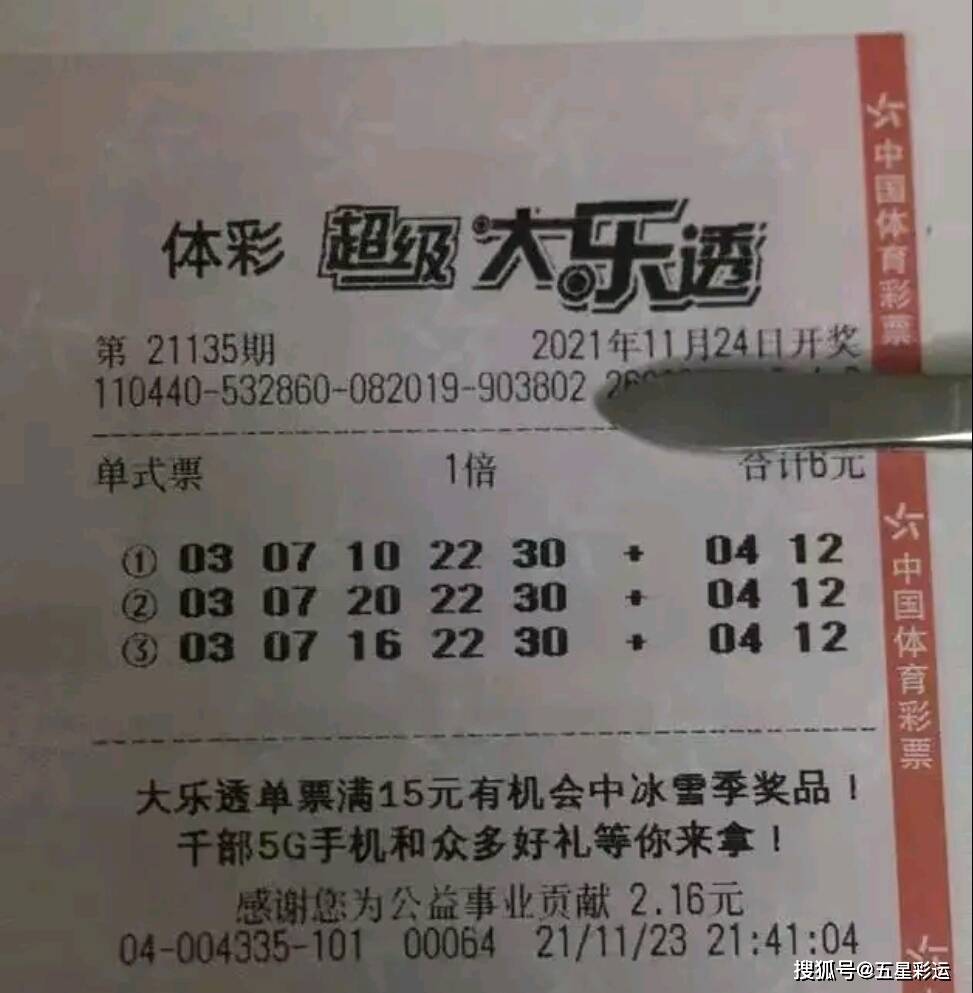 体彩 超级大乐透
第 21135期 2021年11月24日开奖
110440-532860-082019-903802
单式票 1倍 合计6元
① 03 07 10 22 30 + 04 12
② 03 07 20 22 30 + 04 12
③ 03 07 16 22 30 + 04 12
大乐透单票满15元有机会中冰雪季奖品！
千部5G手机和众多好礼等你来拿！
感谢您为公益事业贡献 2.16元
04-004335-101 00064 21/11/23 21:41:04
中国体育彩票
中国体育彩票
搜狐号@五星彩运